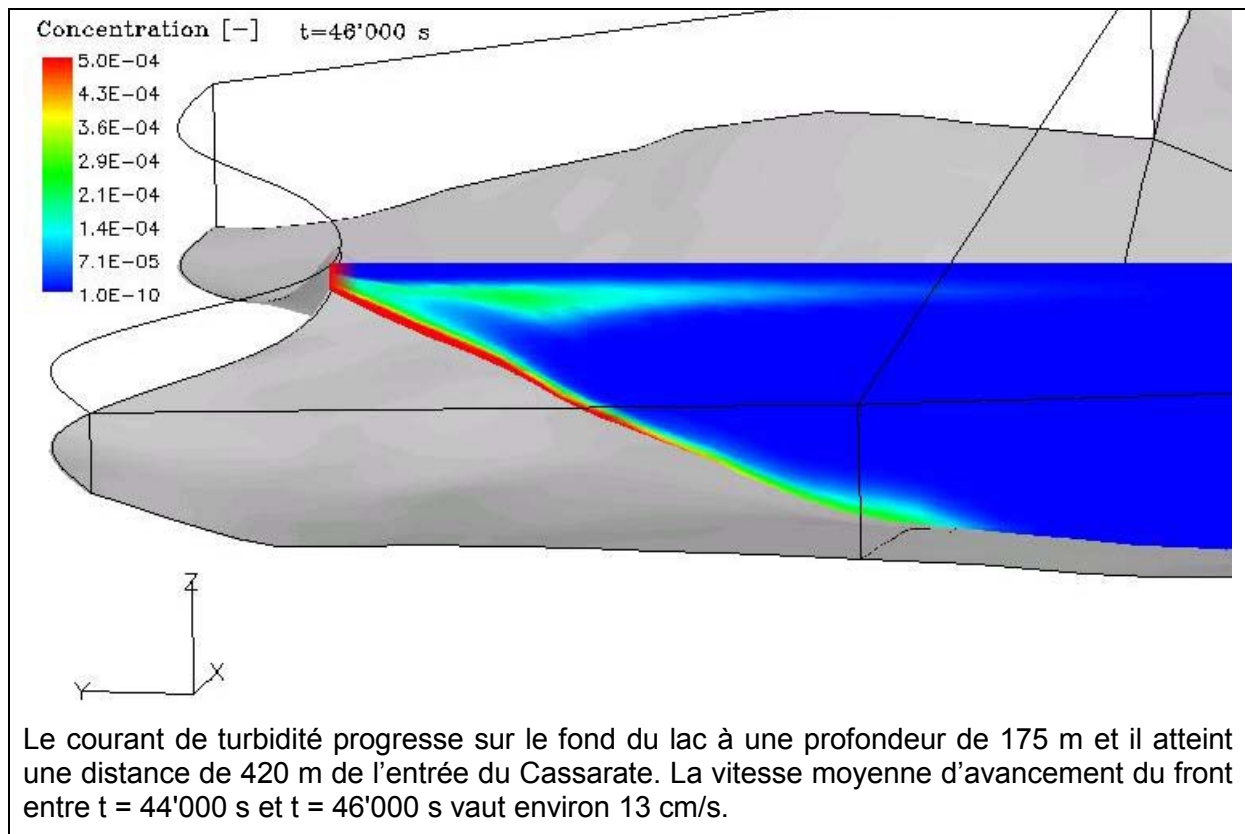 Concentration [-] t=46'000 s
5.0E-04
4.3E-04
3.6E-04
2.9E-04
2.1E-04
1.4E-04
7.1E-05
1.0E-10
Z
X
Y
Le courant de turbidité progresse sur le fond du lac à une profondeur de 175 m et il atteint
une distance de 420 m de l'entrée du Cassarate. La vitesse moyenne d'avancement du front
entre t = 44'000 s et t = 46'000 s vaut environ 13 cm/s.